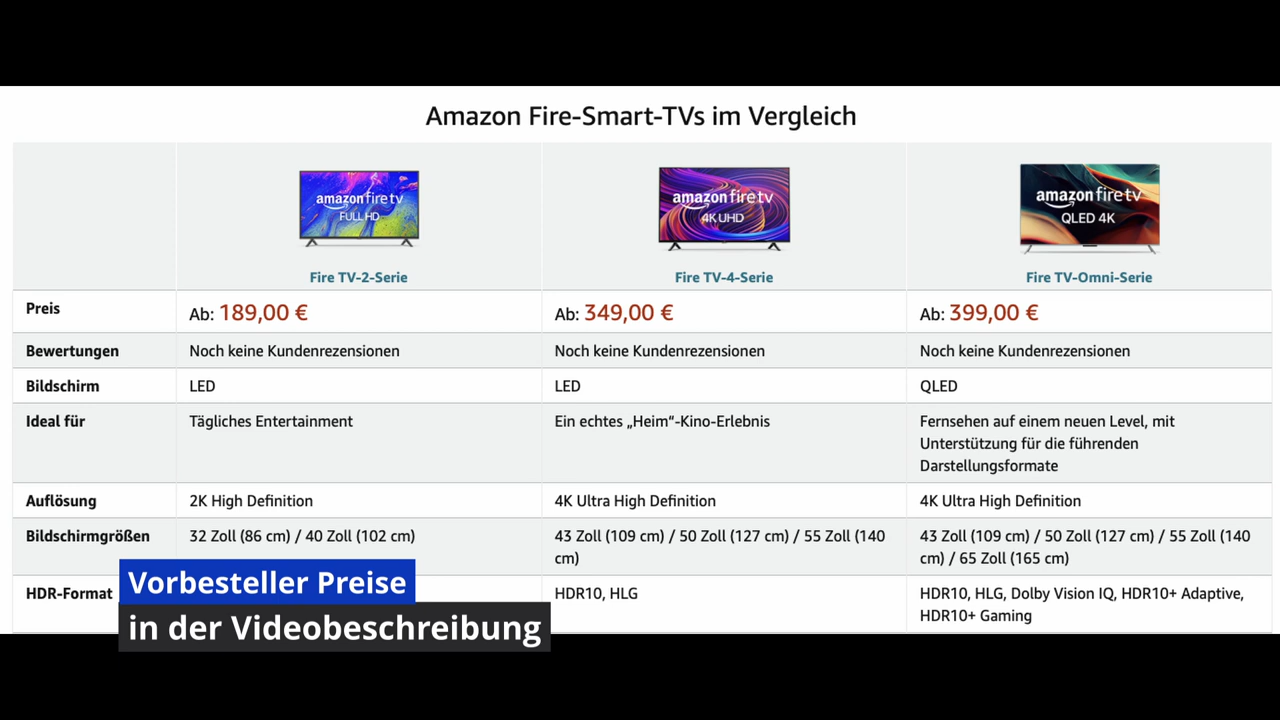 Amazon Fire-Smart-TVs im Vergleich
amazon fire tv
FULL HD
amazon fire tv
4K UHD
amazon fire tv
QLED 4K
Fire TV-2-Serie
Fire TV-4-Serie
Fire TV-Omni-Serie
Preis
Ab: 189,00 €
Ab: 349,00 €
Ab: 399,00 €
Bewertungen
Noch keine Kundenrezensionen
Noch keine Kundenrezensionen
Noch keine Kundenrezensionen
Bildschirm
LED
LED
QLED
Ideal für
Tägliches Entertainment
Ein echtes „Heim“-Kino-Erlebnis
Fernsehen auf einem neuen Level, mit
Unterstützung für die führenden
Darstellungsformate
Auflösung
2K High Definition
4K Ultra High Definition
4K Ultra High Definition
Bildschirmgrößen
32 Zoll (86 cm) / 40 Zoll (102 cm)
43 Zoll (109 cm) / 50 Zoll (127 cm) / 55 Zoll (140
cm)
43 Zoll (109 cm) / 50 Zoll (127 cm) / 55 Zoll (140
cm) / 65 Zoll (165 cm)
HDR-Format
HDR10, HLG
HDR10, HLG, Dolby Vision IQ, HDR10+ Adaptive,
HDR10+ Gaming
Vorbesteller Preise
in der Videobeschreibung